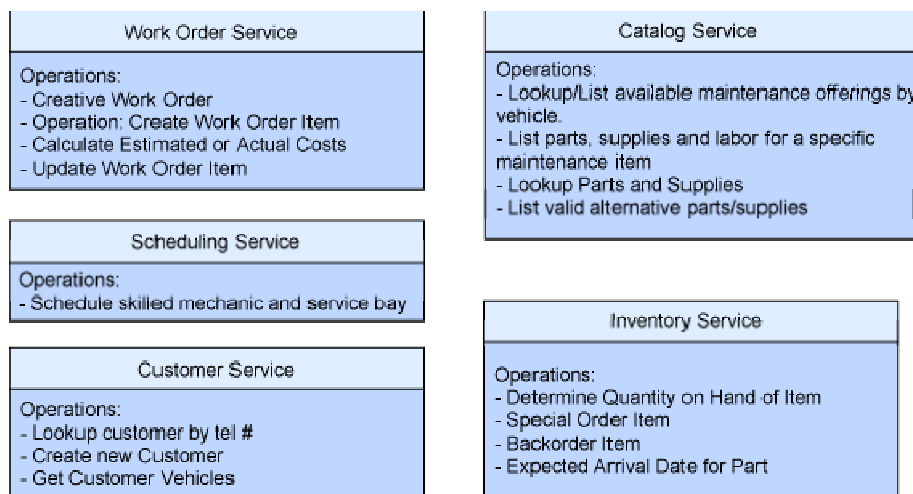 Work Order Service
Operations:
- Creative Work Order
- Operation: Create Work Order Item
- Calculate Estimated or Actual Costs
- Update Work Order Item
Scheduling Service
Operations:
- Schedule skilled mechanic and service bay
Customer Service
Operations:
- Lookup customer by tel #
- Create new Customer
- Get Customer Vehicles
Catalog Service
Operations:
- Lookup/List available maintenance offerings by
vehicle.
- List parts, supplies and labor for a specific
maintenance item
- Lookup Parts and Supplies
- List valid alternative parts/supplies
Inventory Service
Operations:
- Determine Quantity on Hand of Item
- Special Order Item
- Backorder Item
- Expected Arrival Date for Part